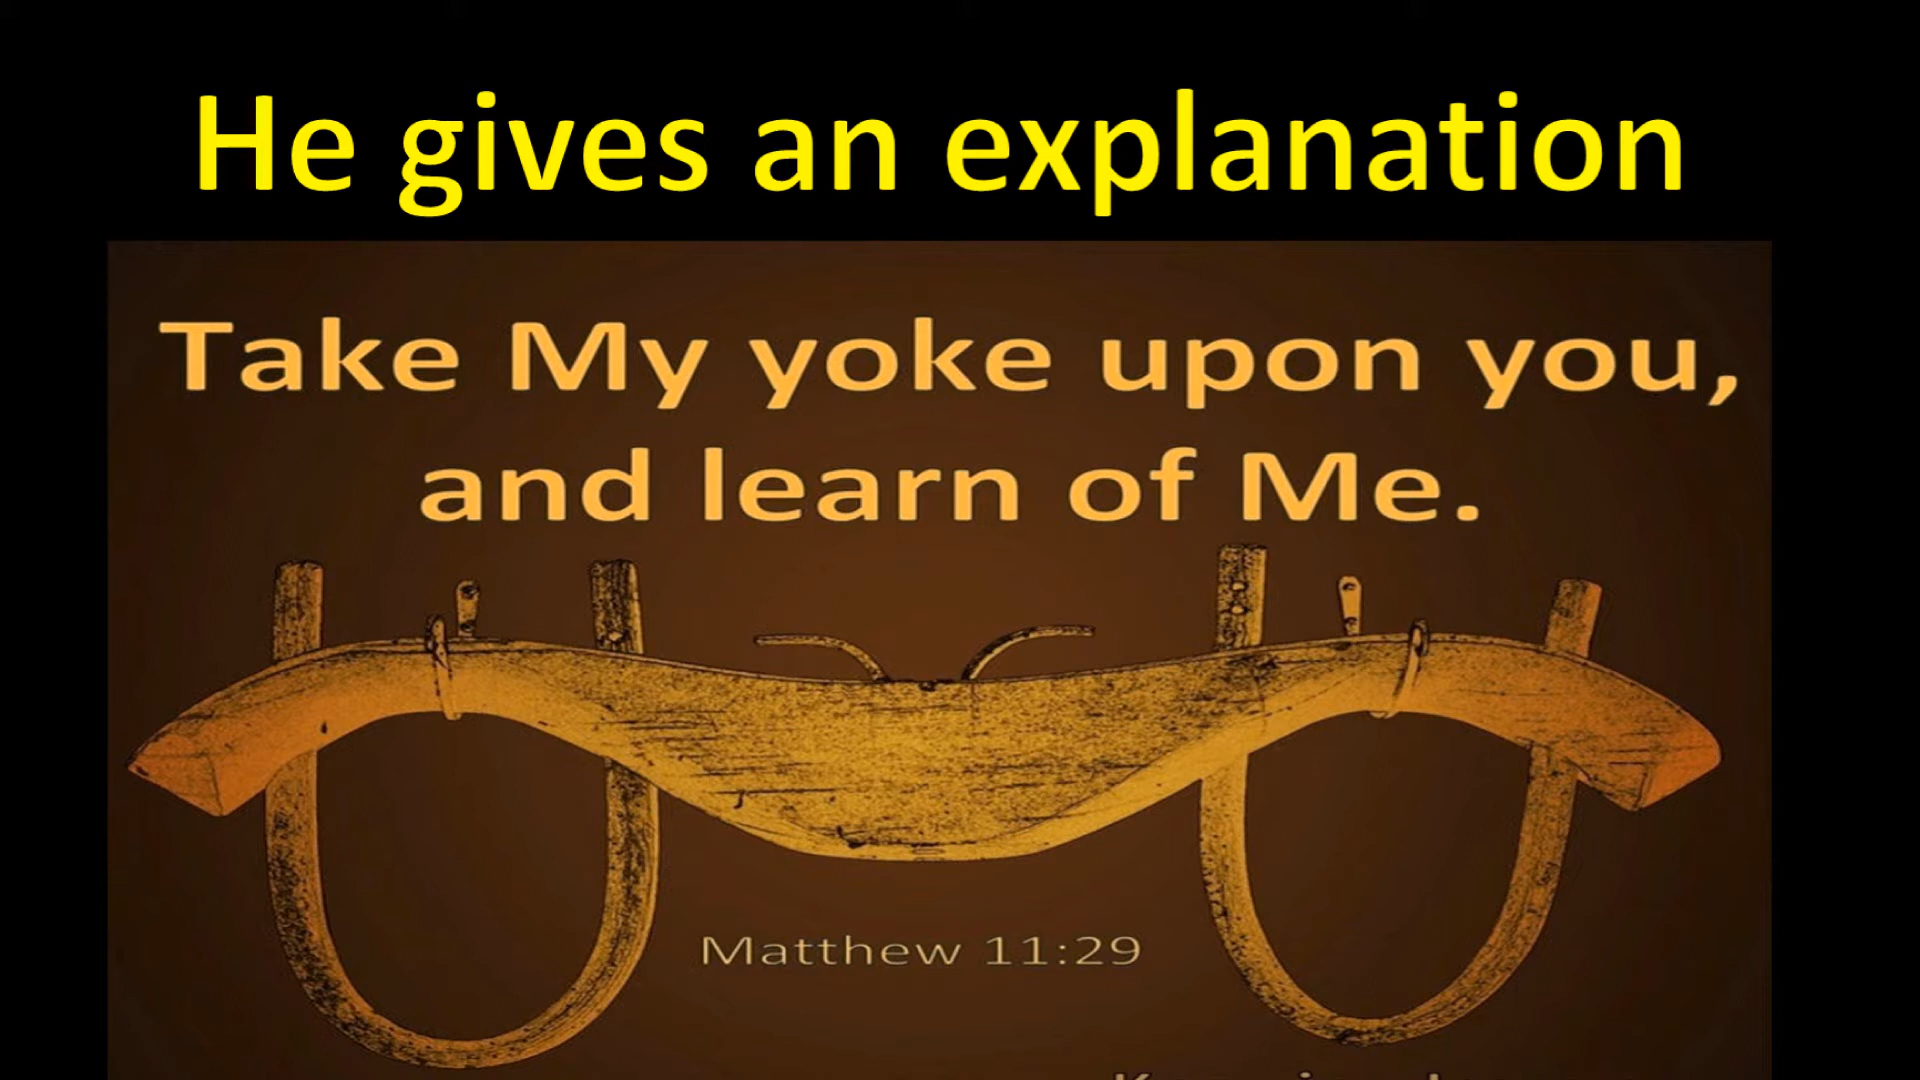 He gives an explanation
Take My yoke upon you,
and learn of Me.
Matthew 11:29